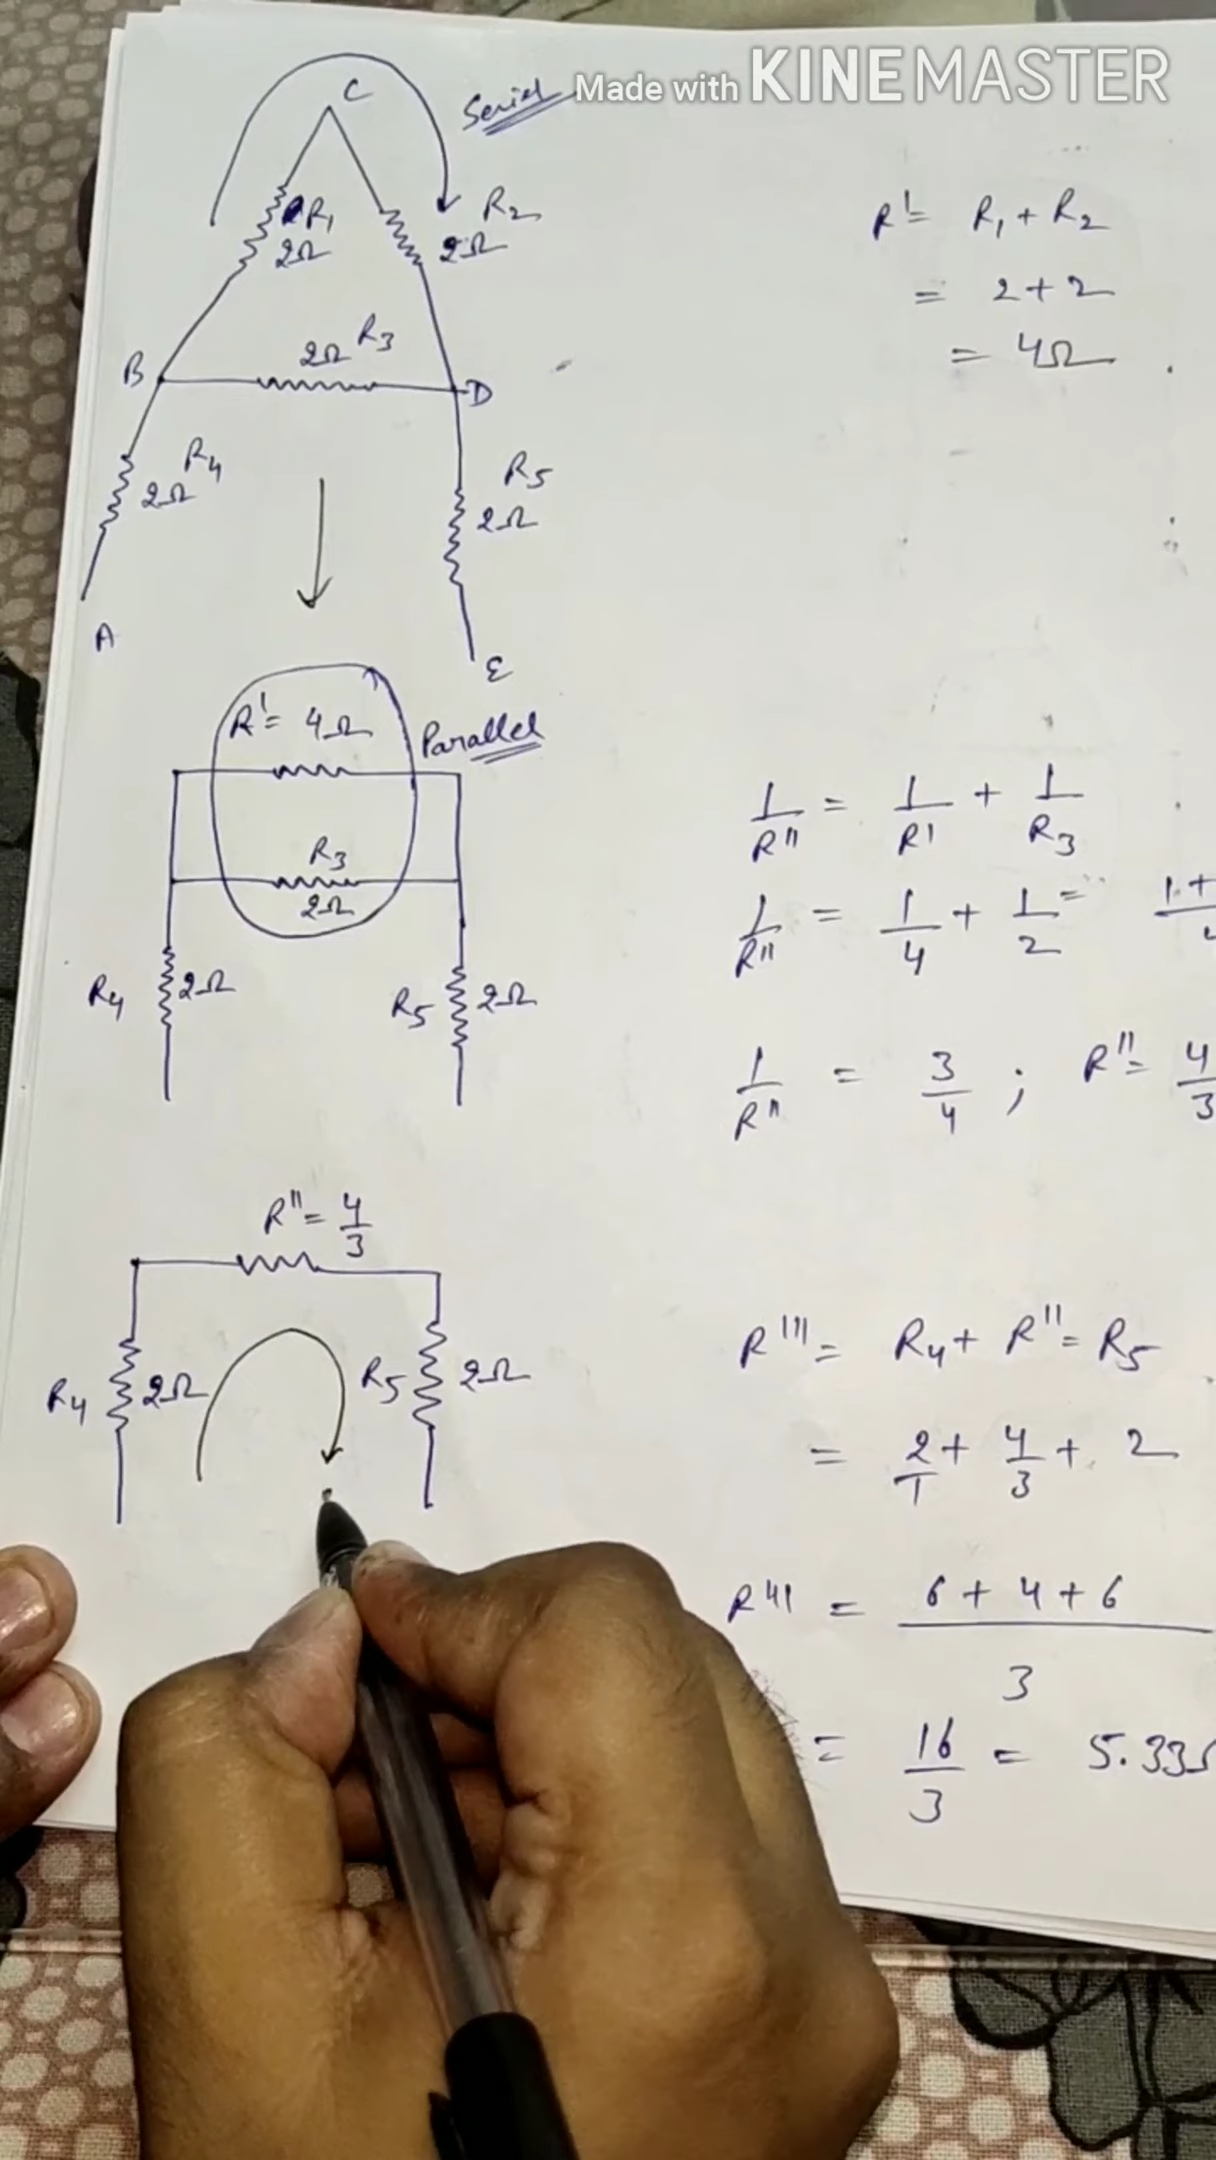 Made with KINEMASTER
C
Serial
R1
2Ω
R2
2Ω
R' = R1 + R2
= 2 + 2
= 4Ω
B
2Ω R3
D
R4
2Ω
R5
2Ω
A
E
R' = 4Ω
Parallel
R3
2Ω
R4 2Ω
R5 2Ω
1/R'' = 1/R' + 1/R3
1/R'' = 1/4 + 1/2 = 1+
1/R'' = 3/4 ; R'' = 4/3
R'' = 4/3
R4 2Ω
R5 2Ω
R''' = R4 + R'' = R5
= 2/1 + 4/3 + 2
R''' = 6 + 4 + 6 / 3
= 16/3 = 5.33